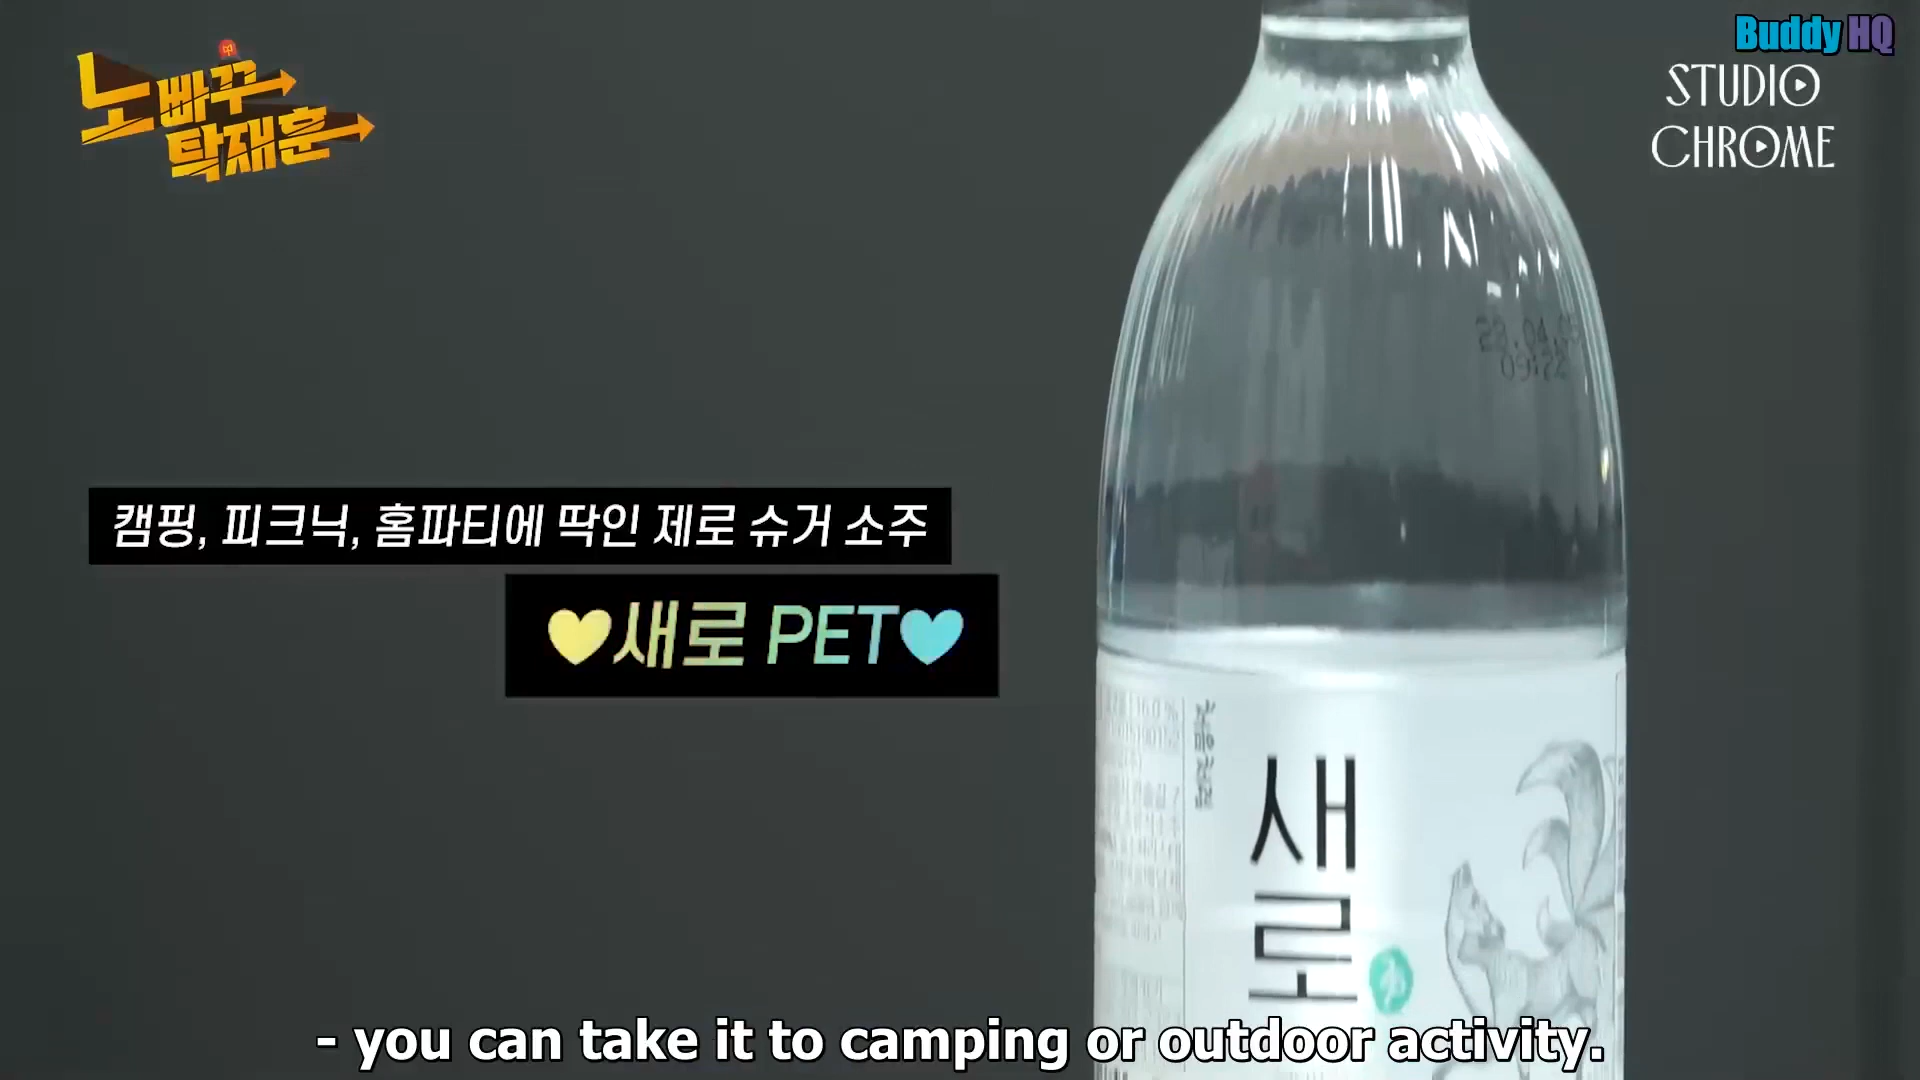 노빠꾸
탁재훈
Buddy HQ
STUDIO
CHROME
캠핑, 피크닉, 홈파티에 딱인 제로 슈거 소주
새로 PET
09:22
새로
- you can take it to camping or outdoor activity.